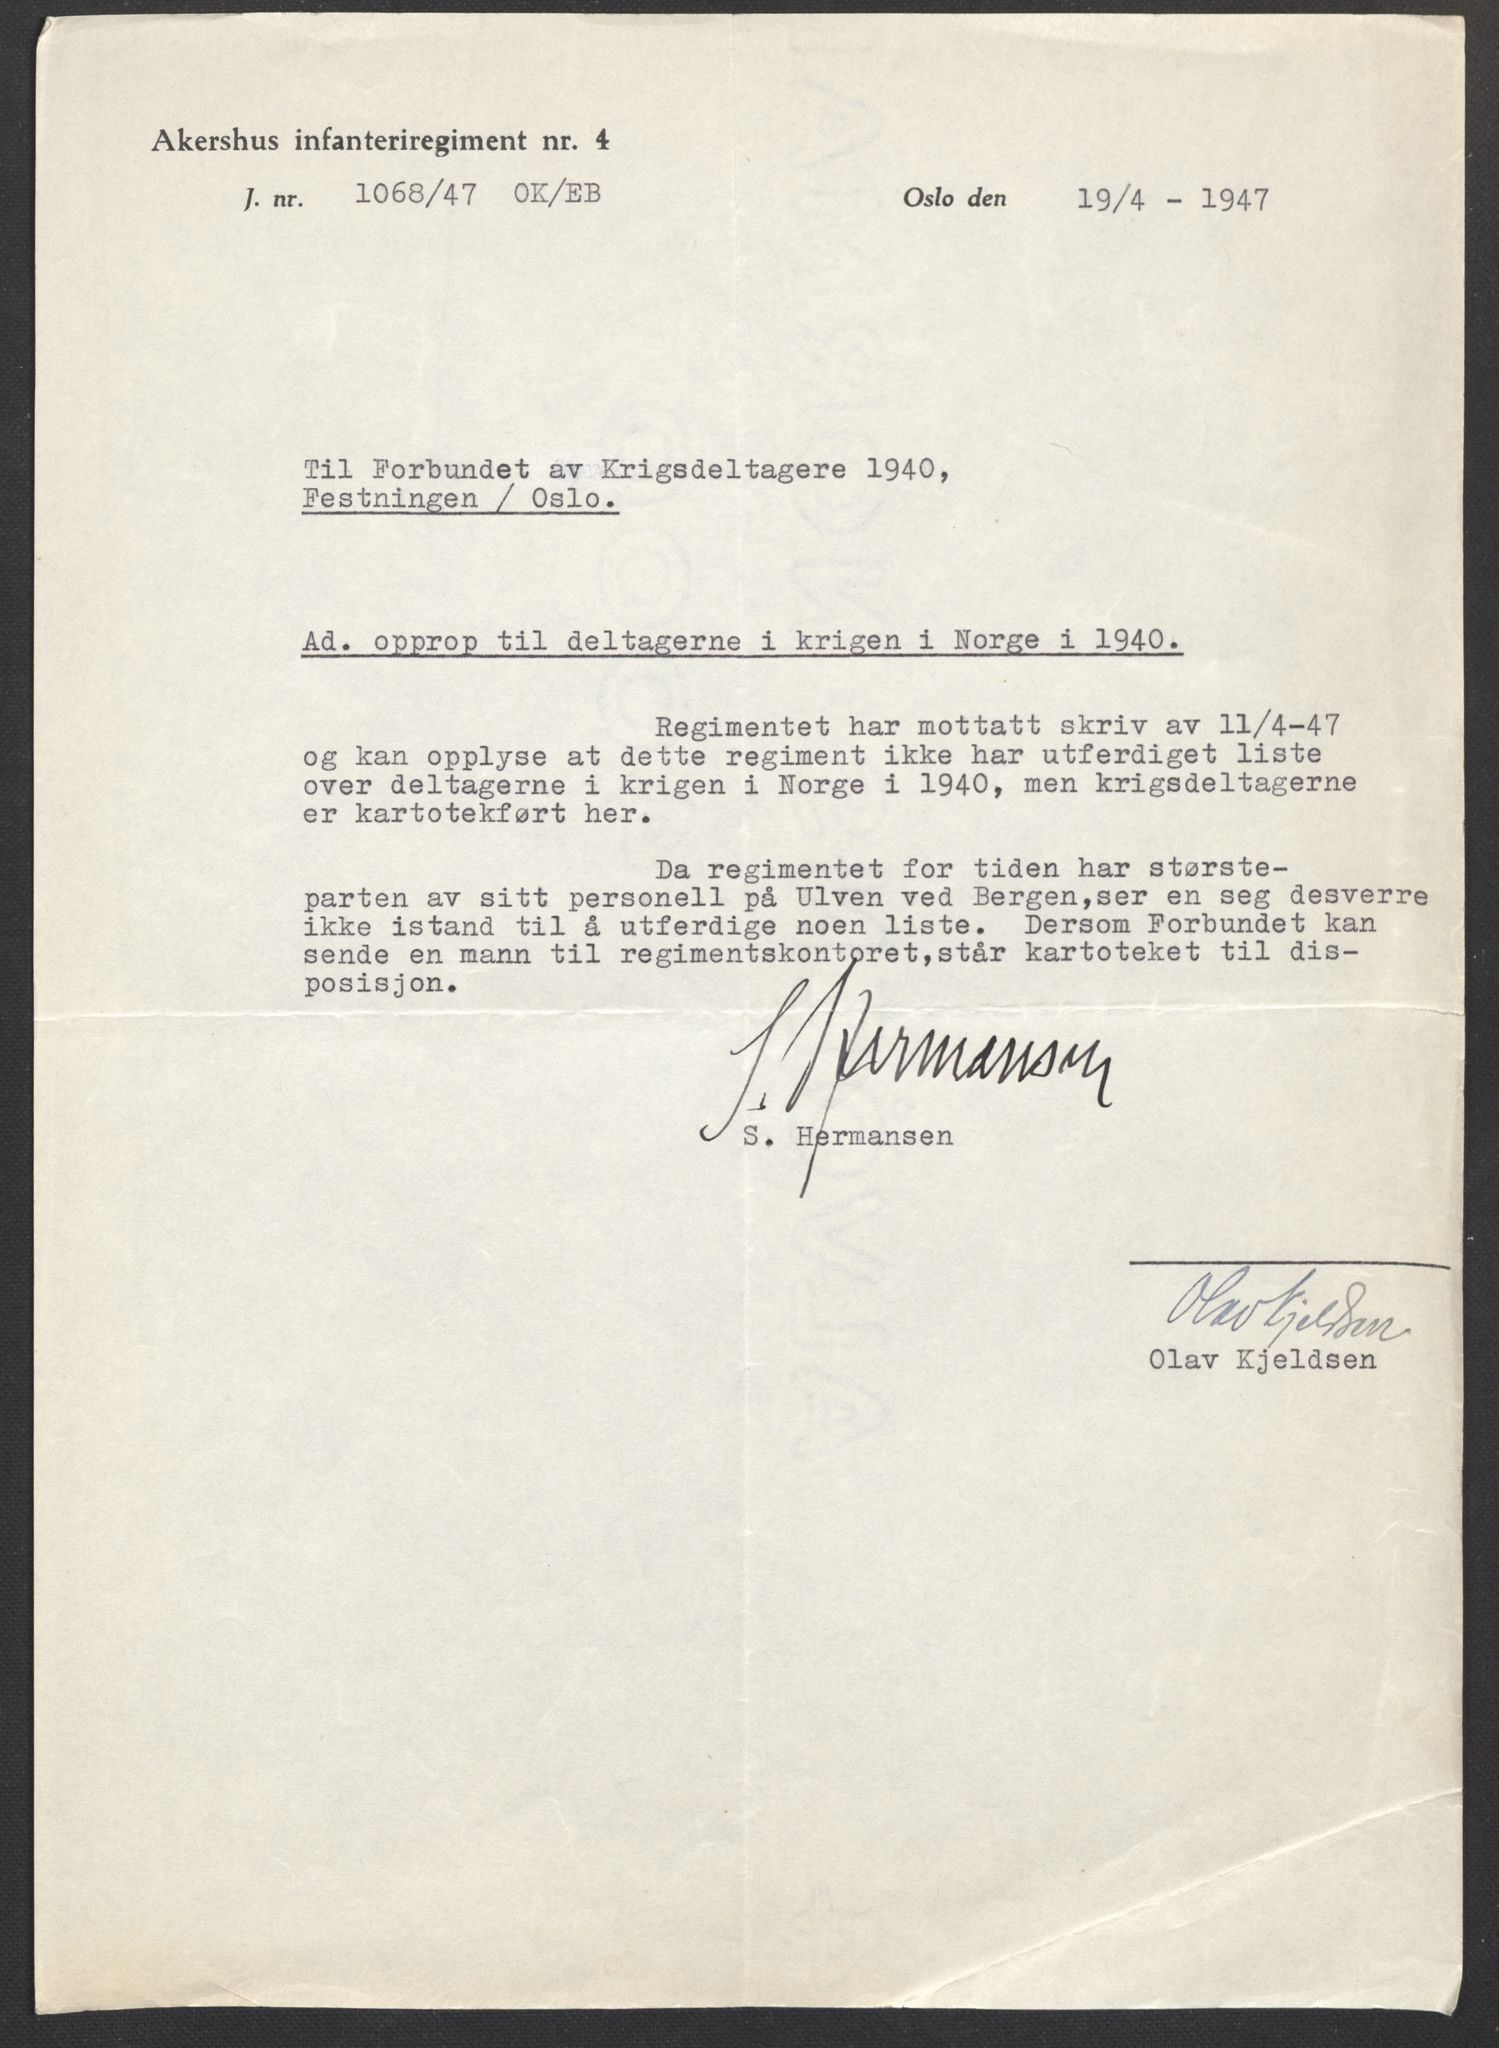 Akershus infanteriregiment nr. 4
J. nr. 1068/47 OK/EB Oslo den 19/4 - 1947
Til Forbundet av Krigsdeltagere 1940,
Festningen / Oslo.
Ad. opprop til deltagerne i krigen i Norge i 1940.
Regimentet har mottatt skriv av 11/4-47
og kan opplyse at dette regiment ikke har utferdiget liste
over deltagerne i krigen i Norge i 1940, men krigsdeltagerne
er kartotekført her.
Da regimentet for tiden har største-
parten av sitt personell på Ulven ved Bergen,ser en seg desverre
ikke istand til å utferdige noen liste. Dersom Forbundet kan
sende en mann til regimentskontoret,står kartoteket til dis-
posisjon.
S. Hermansen
S. Hermansen
Olav Kjeldsen
Olav Kjeldsen